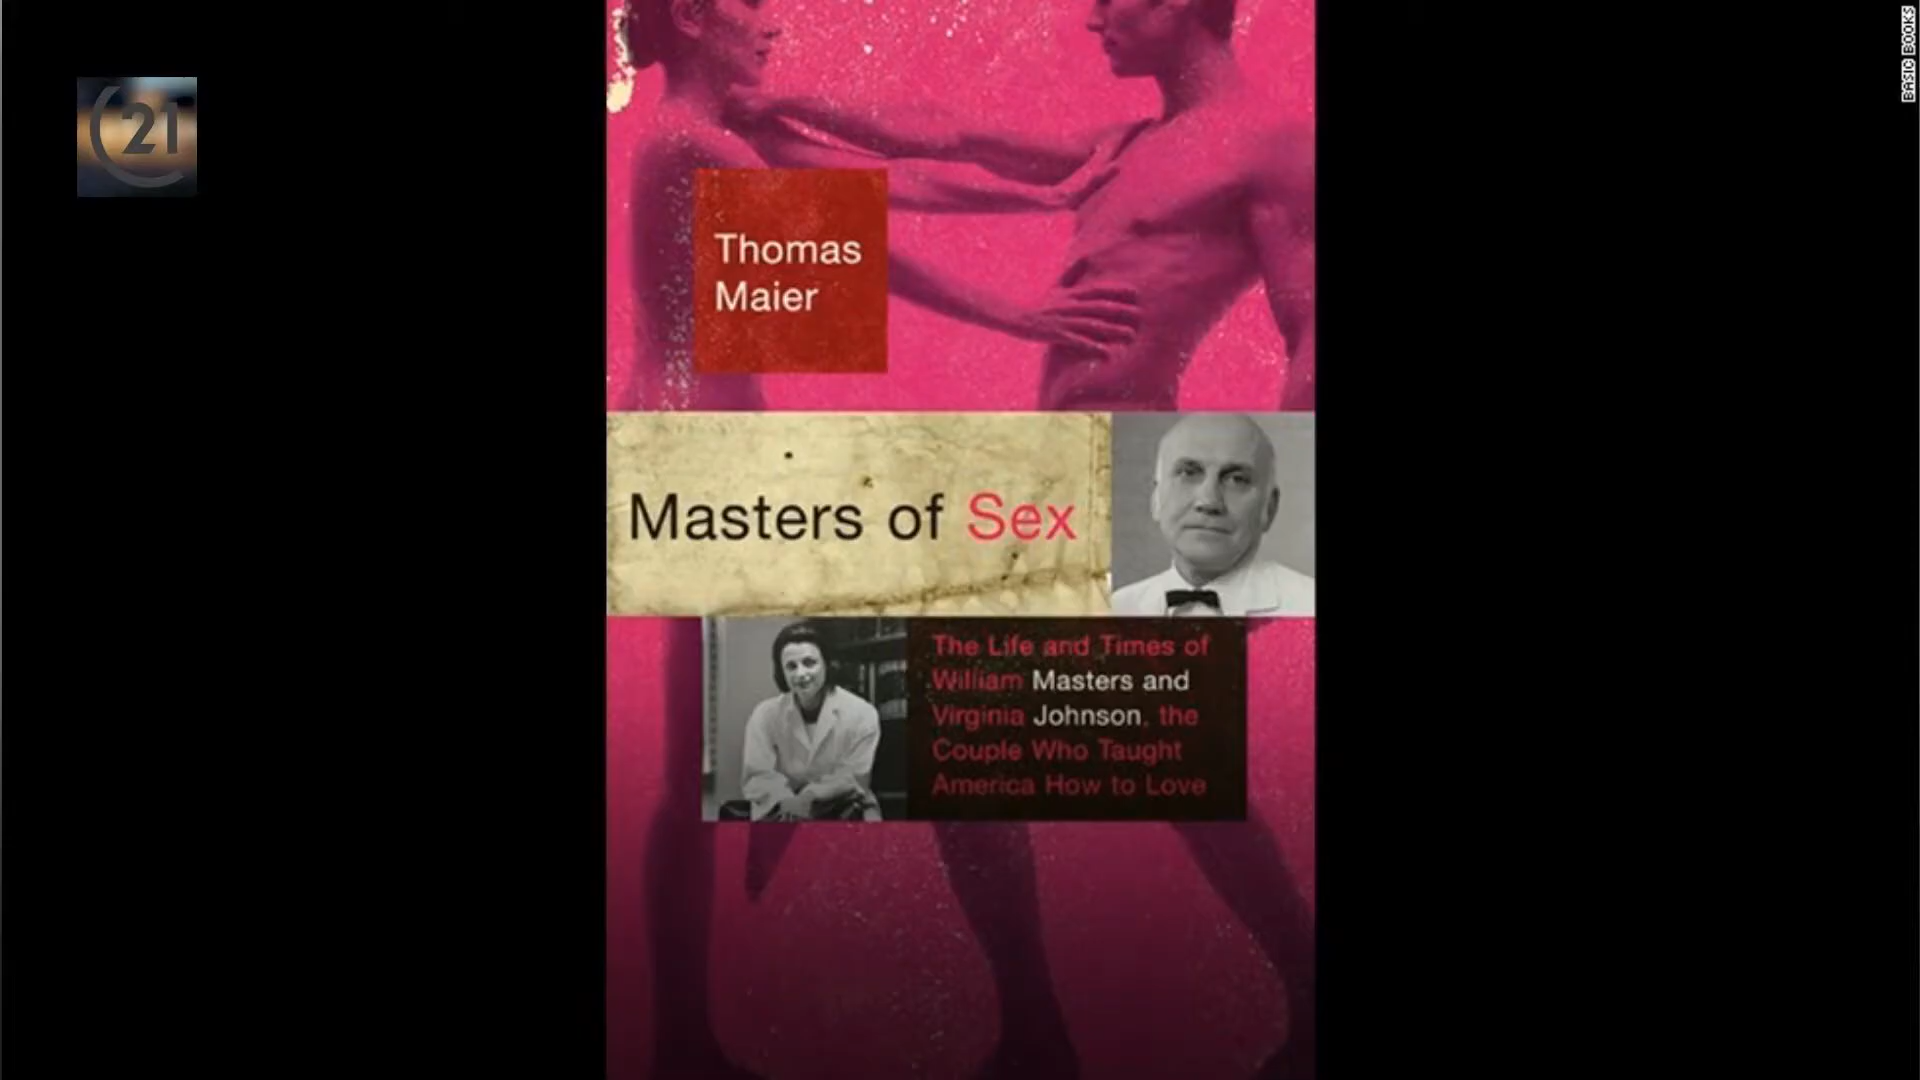 BASIC BOOKS
C21
Thomas
Maier
Masters of Sex
The Life and Times of
William Masters and
Virginia Johnson, the
Couple Who Taught
America How to Love